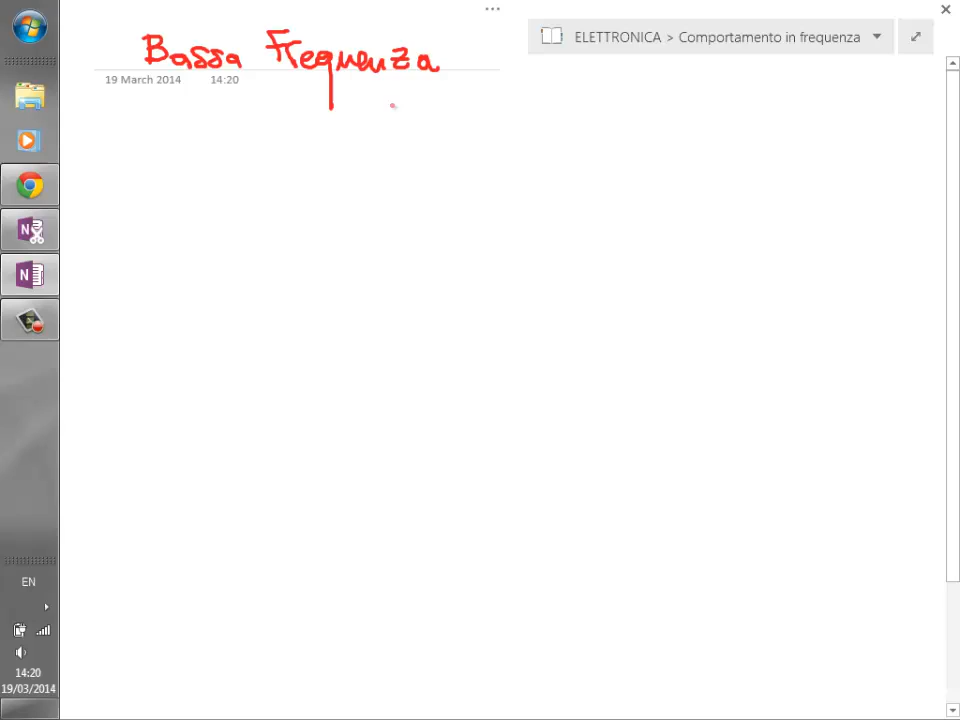 Bassa Frequenza
19 March 2014 14:20
ELETTRONICA > Comportamento in frequenza
N
N
EN
14:20
19/03/2014